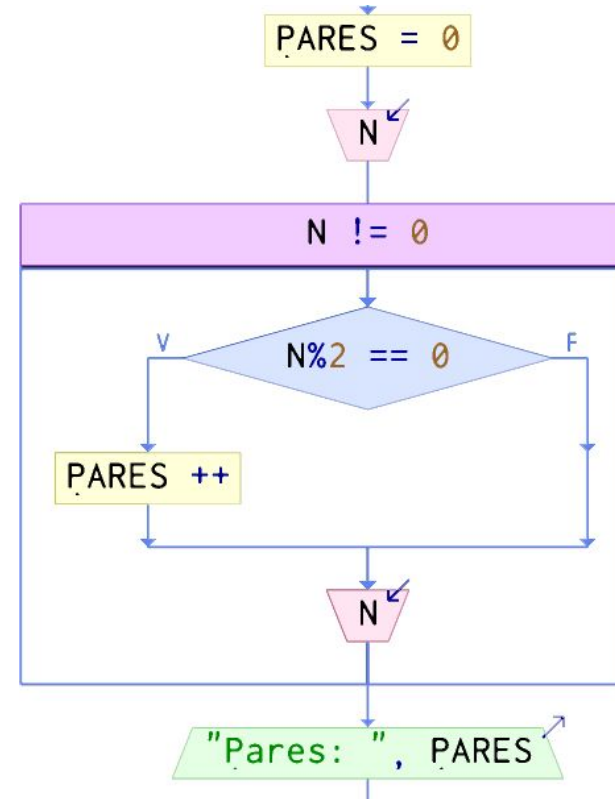 PARES = 0
N
N != 0
V
F
N%2 == 0
PARES ++
N
"Pares: ", PARES